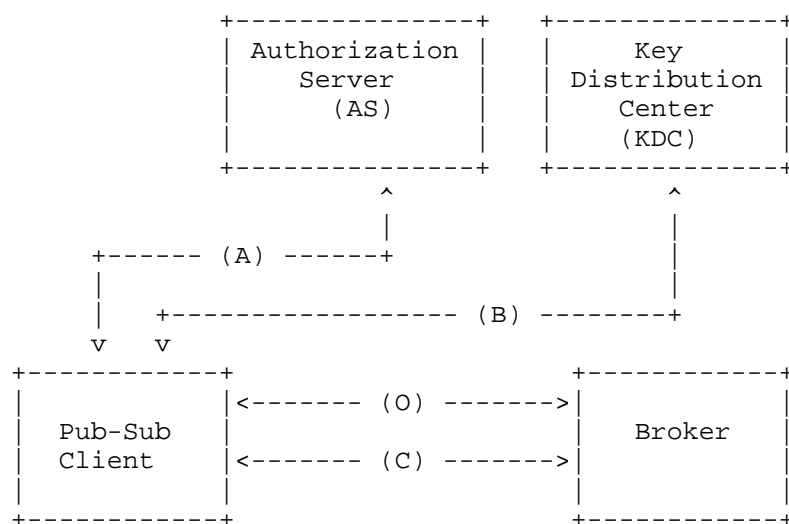 Authorization Key
Server Distribution
(AS) Center
(KDC)
(A)
(B)
v v
(O)
Pub-Sub Broker
Client (C)